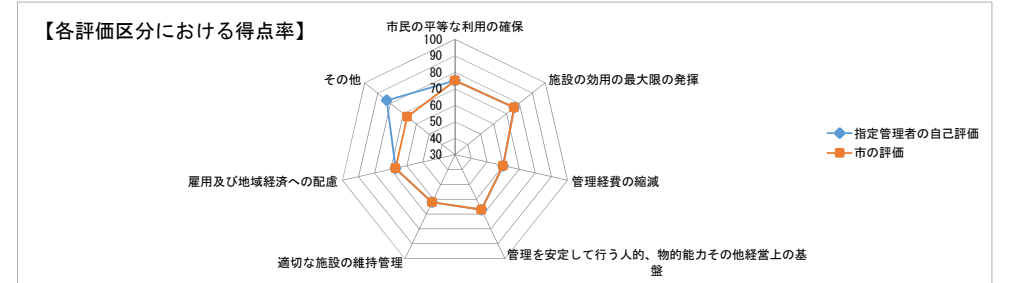 【各評価区分における得点率】
市民の平等な利用の確保
100
90
80
70
60
50
40
30
施設の効用の最大限の発揮
管理経費の縮減
管理を安定して行う人的、物的能力その他経営上の基
盤
適切な施設の維持管理
雇用及び地域経済への配慮
その他
指定管理者の自己評価
市の評価